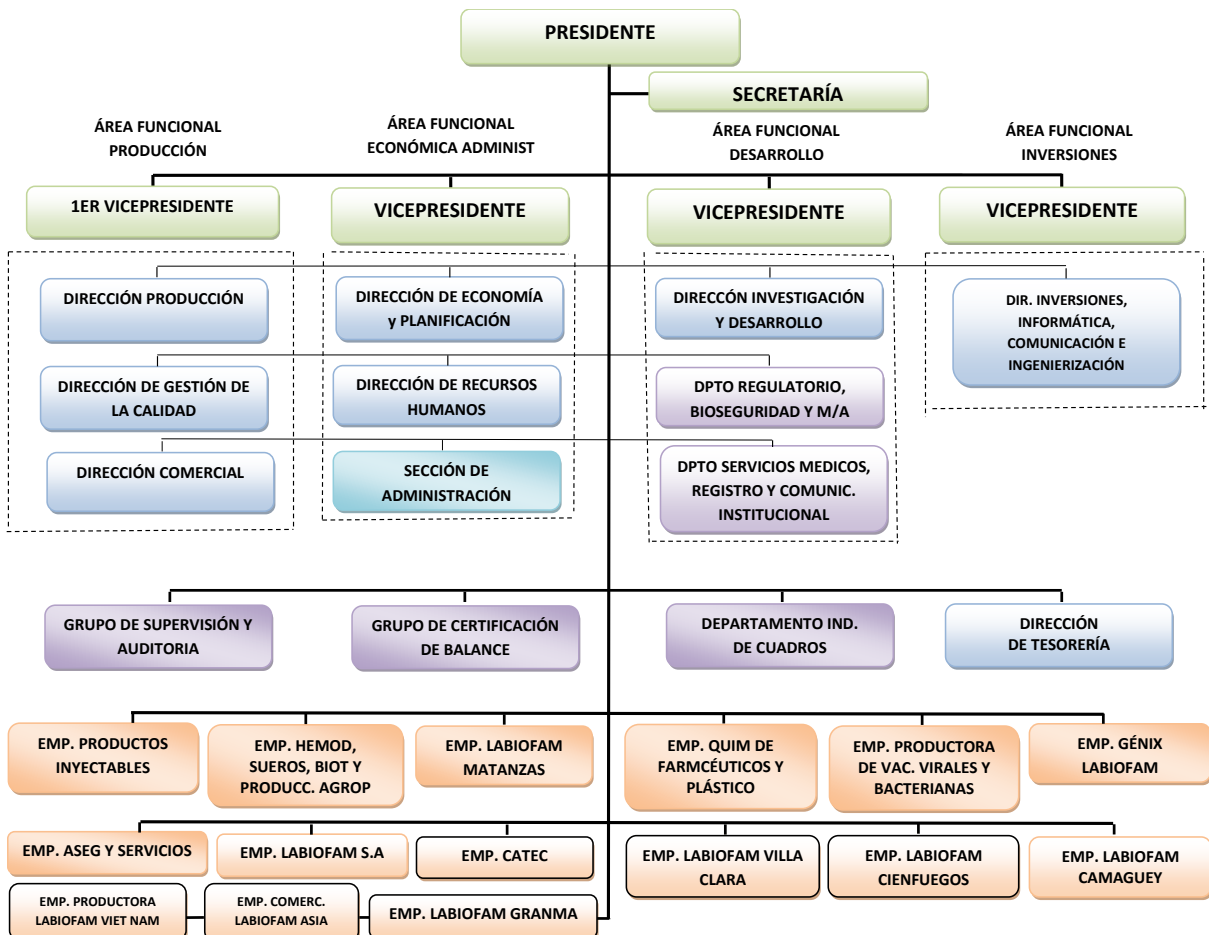 PRESIDENTE
SECRETARÍA
ÁREA FUNCIONAL
PRODUCCIÓN
ÁREA FUNCIONAL
ECONÓMICA ADMINIST
ÁREA FUNCIONAL
DESARROLLO
ÁREA FUNCIONAL
INVERSIONES
1ER VICEPRESIDENTE
VICEPRESIDENTE
VICEPRESIDENTE
VICEPRESIDENTE
DIRECCIÓN PRODUCCIÓN
DIRECCIÓN DE ECONOMÍA
y PLANIFICACIÓN
DIRECCÓN INVESTIGACIÓN
Y DESARROLLO
DIR. INVERSIONES,
INFORMÁTICA,
COMUNICACIÓN E
INGENIERIZACIÓN
DIRECCIÓN DE GESTIÓN DE
LA CALIDAD
DIRECCIÓN DE RECURSOS
HUMANOS
DPTO REGULATORIO,
BIOSEGURIDAD Y M/A
DIRECCIÓN COMERCIAL
SECCIÓN DE
ADMINISTRACIÓN
DPTO SERVICIOS MEDICOS,
REGISTRO Y COMUNIC.
INSTITUCIONAL
GRUPO DE SUPERVISIÓN Y
AUDITORIA
GRUPO DE CERTIFICACIÓN
DE BALANCE
DEPARTAMENTO IND.
DE CUADROS
DIRECCIÓN
DE TESORERÍA
EMP. PRODUCTOS
INYECTABLES
EMP. HEMOD,
SUEROS, BIOT Y
PRODUCC. AGROP
EMP. LABIOFAM
MATANZAS
EMP. QUIM DE
FARMCÉUTICOS Y
PLÁSTICO
EMP. PRODUCTORA
DE VAC. VIRALES Y
BACTERIANAS
EMP. GÉNIX
LABIOFAM
EMP. ASEG Y SERVICIOS
EMP. LABIOFAM S.A
EMP. CATEC
EMP. LABIOFAM VILLA
CLARA
EMP. LABIOFAM
CIENFUEGOS
EMP. LABIOFAM
CAMAGUEY
EMP. PRODUCTORA
LABIOFAM VIET NAM
EMP. COMERC.
LABIOFAM ASIA
EMP. LABIOFAM GRANMA